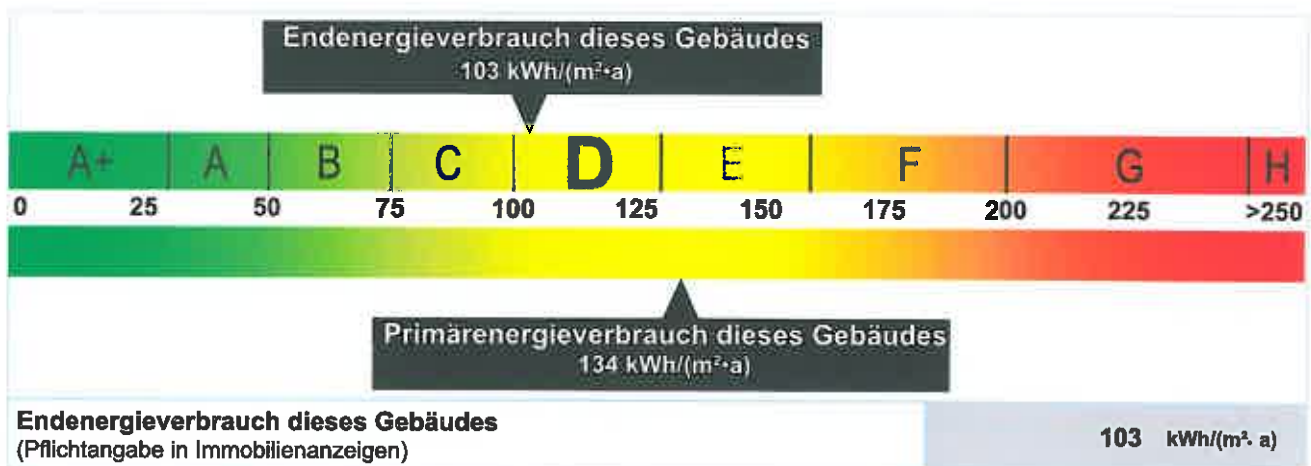 Endenergieverbrauch dieses Gebäudes
103 kWh/(m²•a)
A+ A B C D E F G H
0 25 50 75 100 125 150 175 200 225 >250
Primärenergieverbrauch dieses Gebäudes
134 kWh/(m²•a)
Endenergieverbrauch dieses Gebäudes
(Pflichtangabe in Immobilienanzeigen)
103 kWh/(m²· a)